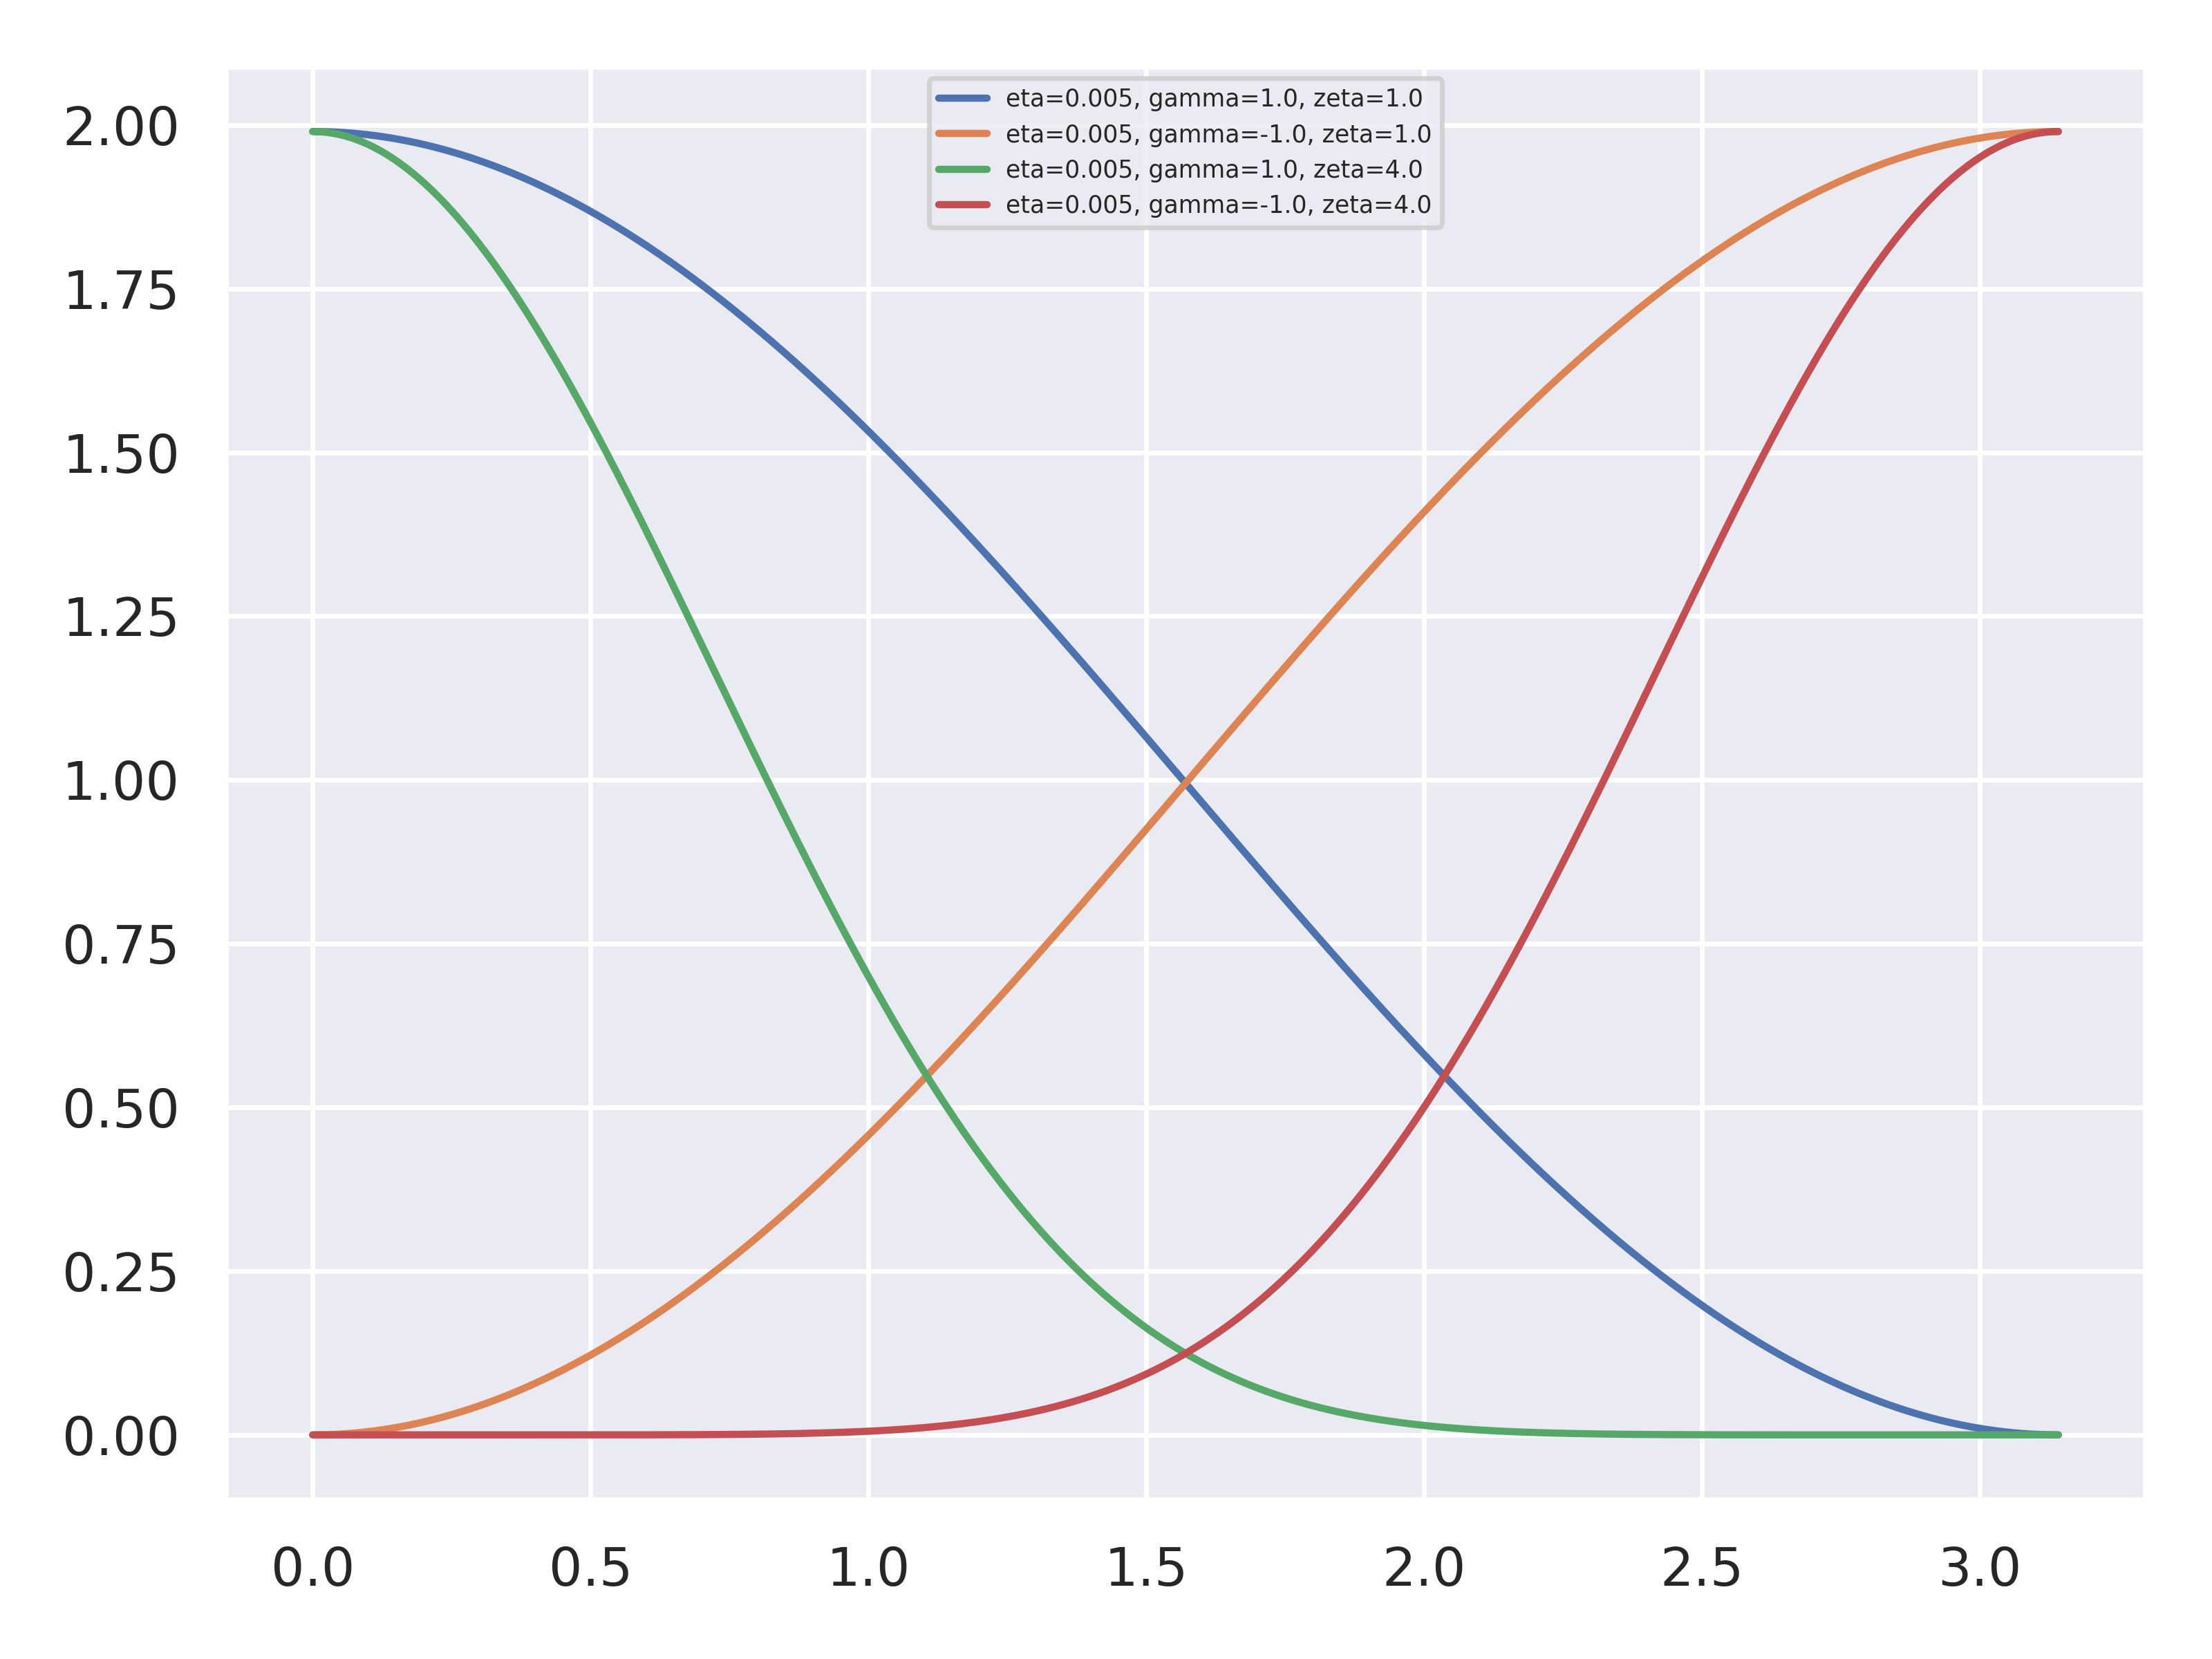 eta=0.005, gamma=1.0, zeta=1.0
eta=0.005, gamma=-1.0, zeta=1.0
eta=0.005, gamma=1.0, zeta=4.0
eta=0.005, gamma=-1.0, zeta=4.0
2.00
1.75
1.50
1.25
1.00
0.75
0.50
0.25
0.00
0.0 0.5 1.0 1.5 2.0 2.5 3.0